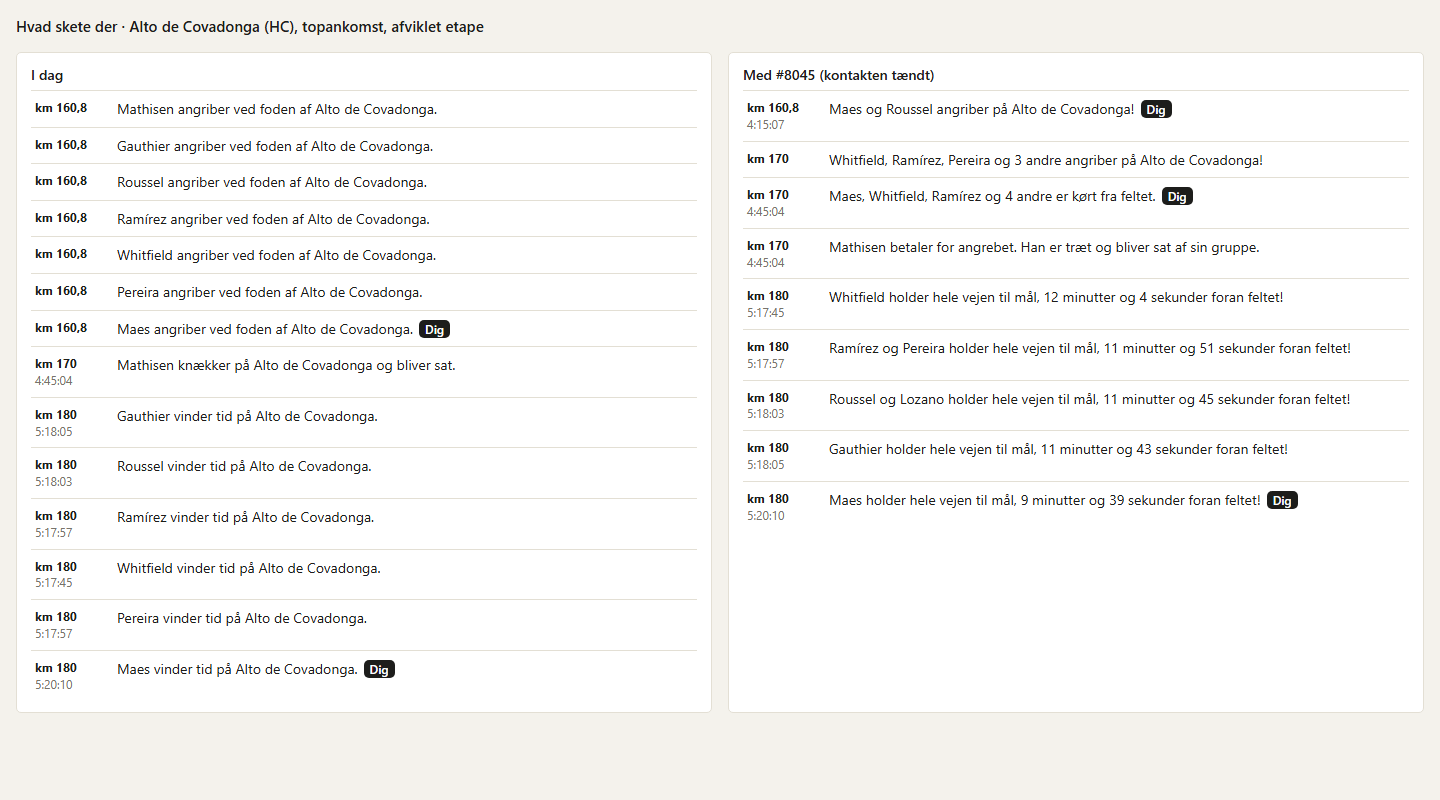 Hvad skete der · Alto de Covadonga (HC), topankomst, afviklet etape
I dag
km 160,8 Mathisen angriber ved foden af Alto de Covadonga.
km 160,8 Gauthier angriber ved foden af Alto de Covadonga.
km 160,8 Roussel angriber ved foden af Alto de Covadonga.
km 160,8 Ramírez angriber ved foden af Alto de Covadonga.
km 160,8 Whitfield angriber ved foden af Alto de Covadonga.
km 160,8 Pereira angriber ved foden af Alto de Covadonga.
km 160,8 Maes angriber ved foden af Alto de Covadonga. Dig
km 170 Mathisen knækker på Alto de Covadonga og bliver sat.
4:45:04
km 180 Gauthier vinder tid på Alto de Covadonga.
5:18:05
km 180 Roussel vinder tid på Alto de Covadonga.
5:18:03
km 180 Ramírez vinder tid på Alto de Covadonga.
5:17:57
km 180 Whitfield vinder tid på Alto de Covadonga.
5:17:45
km 180 Pereira vinder tid på Alto de Covadonga.
5:17:57
km 180 Maes vinder tid på Alto de Covadonga. Dig
5:20:10
Med #8045 (kontakten tændt)
km 160,8 Maes og Roussel angriber på Alto de Covadonga! Dig
4:15:07
km 170 Whitfield, Ramírez, Pereira og 3 andre angriber på Alto de Covadonga!
km 170 Maes, Whitfield, Ramírez og 4 andre er kørt fra feltet. Dig
4:45:04
km 170 Mathisen betaler for angrebet. Han er træt og bliver sat af sin gruppe.
4:45:04
km 180 Whitfield holder hele vejen til mål, 12 minutter og 4 sekunder foran feltet!
5:17:45
km 180 Ramírez og Pereira holder hele vejen til mål, 11 minutter og 51 sekunder foran feltet!
5:17:57
km 180 Roussel og Lozano holder hele vejen til mål, 11 minutter og 45 sekunder foran feltet!
5:18:03
km 180 Gauthier holder hele vejen til mål, 11 minutter og 43 sekunder foran feltet!
5:18:05
km 180 Maes holder hele vejen til mål, 9 minutter og 39 sekunder foran feltet! Dig
5:20:10